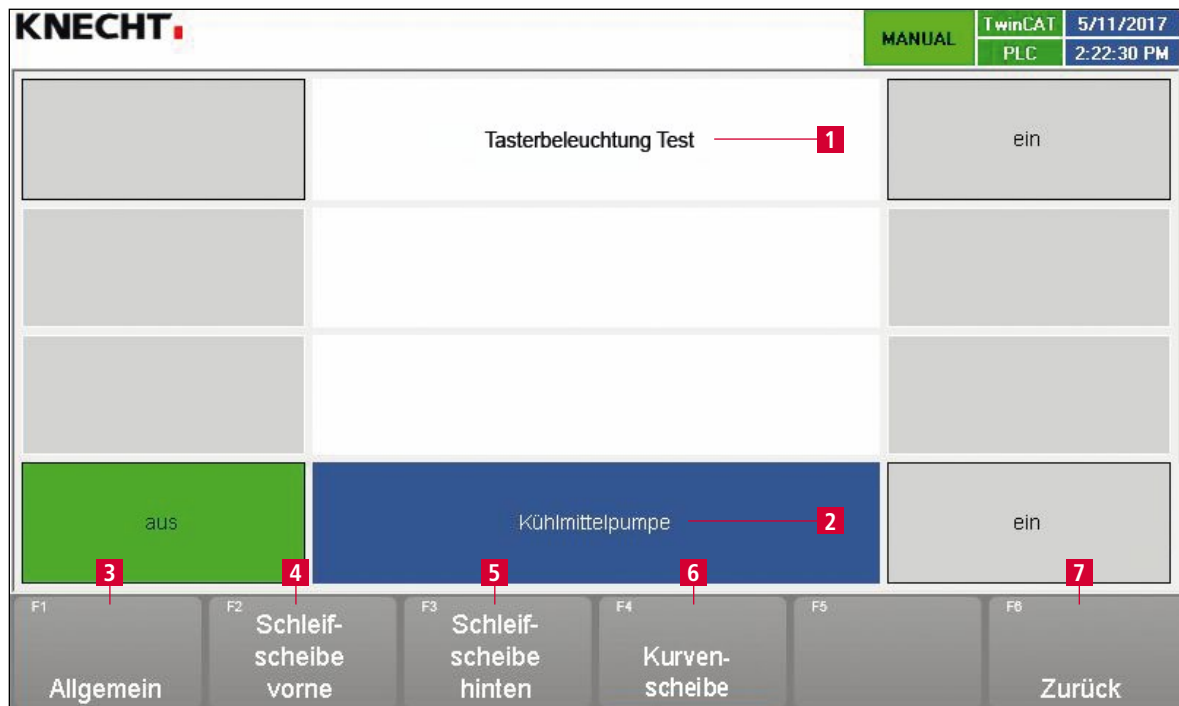 KNECHT
MANUAL
TwinCAT
5/11/2017
PLC
2:22:30 PM
Tasterbeleuchtung Test
1
ein
aus
Kühlmittelpumpe
2
ein
3
4
5
6
7
F1
Allgemein
F2
Schleif-
scheibe
vorne
F3
Schleif-
scheibe
hinten
F4
Kurven-
scheibe
F5
F6
Zurück